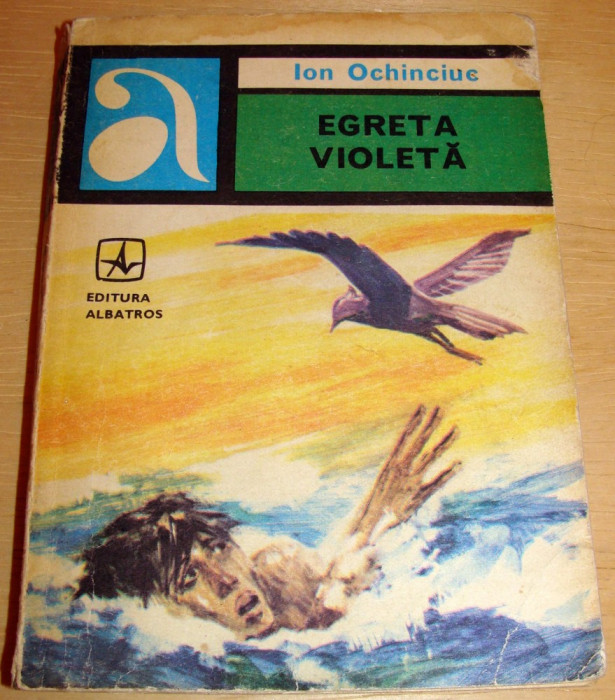 a
Ion Ochinciuc
EGRETA
VIOLETĂ
EDITURA
ALBATROS